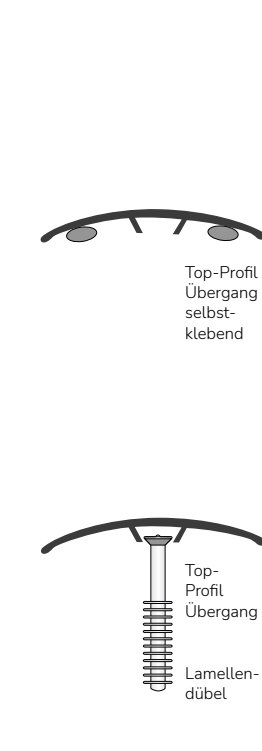 Top-Profil
Übergang
selbst-
klebend
Top-
Profil
Übergang
Lamellen-
dübel